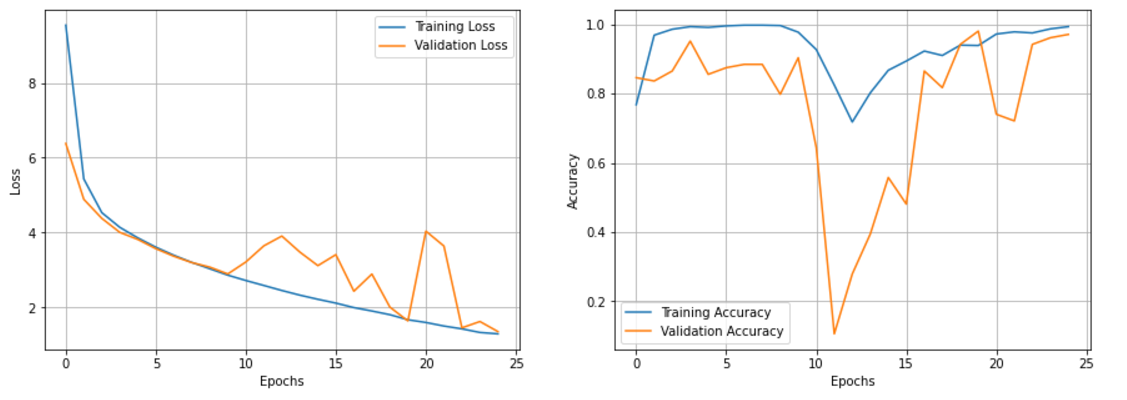 Training Loss
Validation Loss
8
6
4
2
Loss
0 5 10 15 20 25
Epochs
1.0
0.8
0.6
0.4
0.2
Accuracy
Training Accuracy
Validation Accuracy
0 5 10 15 20 25
Epochs